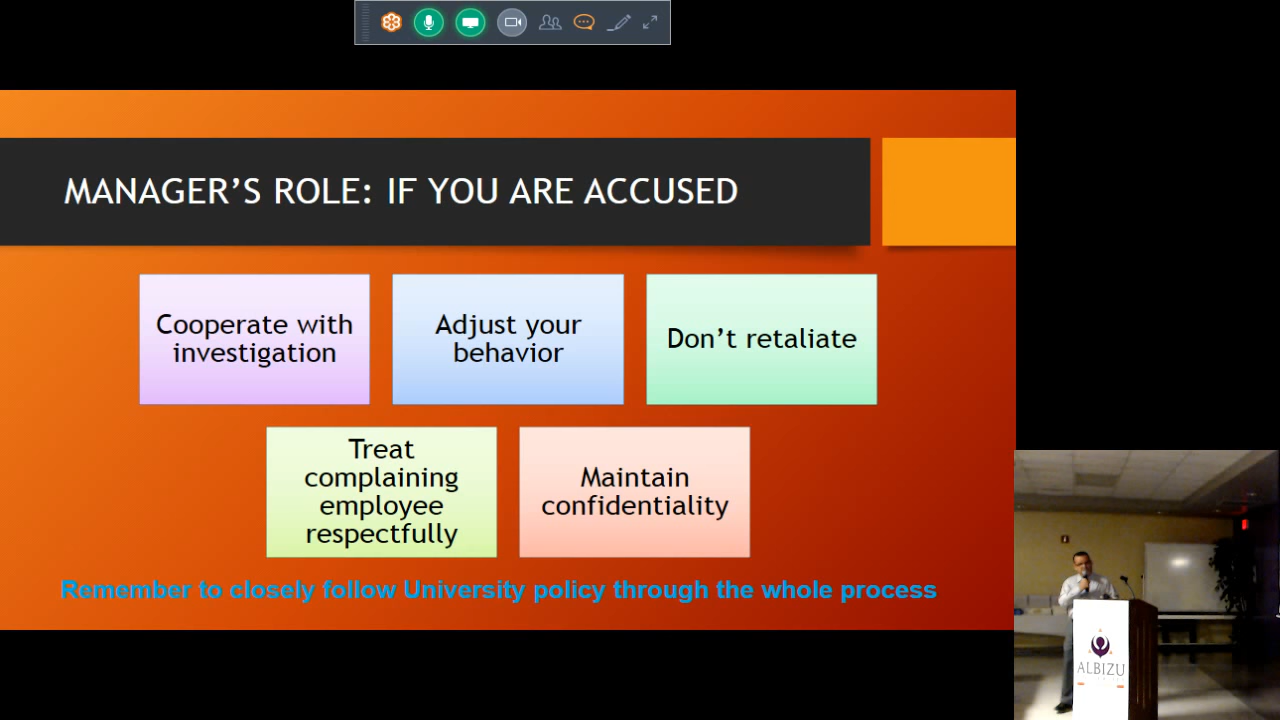 MANAGER’S ROLE: IF YOU ARE ACCUSED
Cooperate with
investigation
Adjust your
behavior
Don’t retaliate
Treat
complaining
employee
respectfully
Maintain
confidentiality
Remember to closely follow University policy through the whole process
ALBIZU